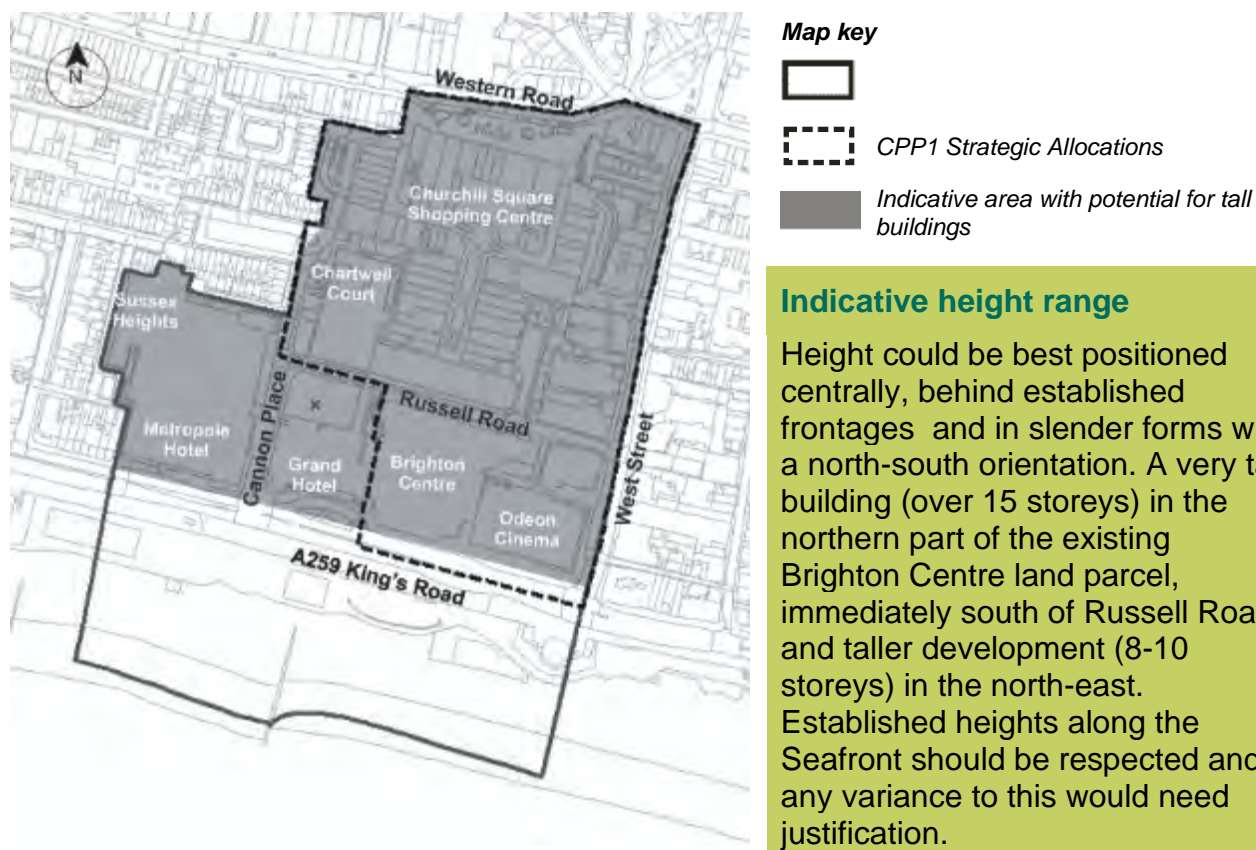 N
Western Road
Churchill Square
Shopping Centre
Chartwell
Court
Sussex
Heights
Cannon Place
Russell Road
Metropole
Hotel
Grand
Hotel
Brighton
Centre
West Street
Odeon
Cinema
A259 King's Road
Map key
CPP1 Strategic Allocations
Indicative area with potential for tall
buildings
Indicative height range
Height could be best positioned
centrally, behind established
frontages and in slender forms w
a north-south orientation. A very t
building (over 15 storeys) in the
northern part of the existing
Brighton Centre land parcel,
immediately south of Russell Roa
and taller development (8-10
storeys) in the north-east.
Established heights along the
Seafront should be respected and
any variance to this would need
justification.